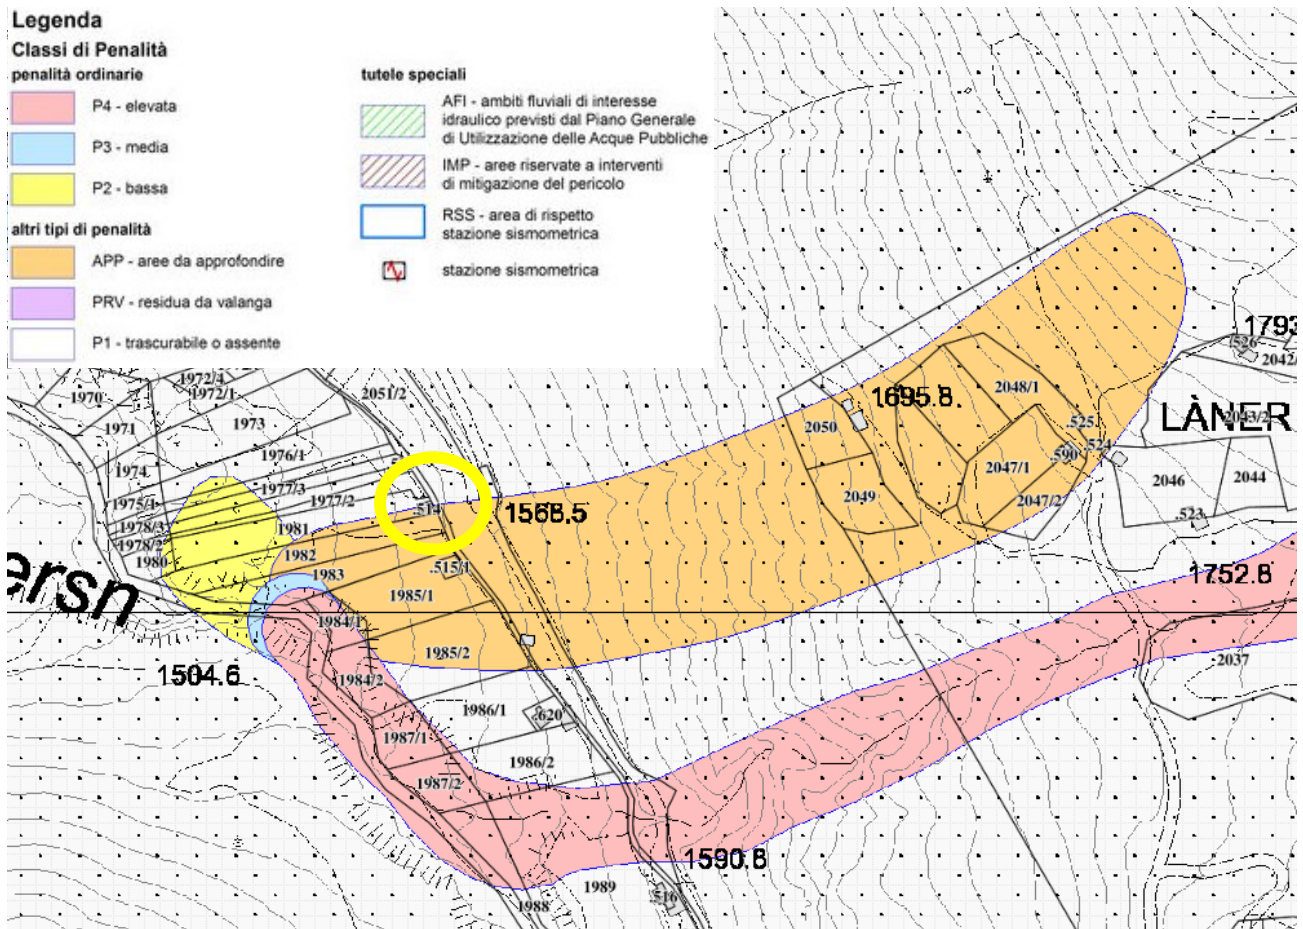 Legenda
Classi di Penalità
penalità ordinarie
P4 - elevata
P3 - media
P2 - bassa
altri tipi di penalità
APP - aree da approfondire
PRV - residua da valanga
P1 - trascurabile o assente
tutele speciali
AFI - ambiti fluviali di interesse
idraulico previsti dal Piano Generale
di Utilizzazione delle Acque Pubbliche
IMP - aree riservate a interventi
di mitigazione del pericolo
RSS - area di rispetto
stazione sismometrica
stazione sismometrica
1793
.526
2042/
1972/4
1972/1
2051/2
1970
1695.8
2048/1
LÀNER
2043/2
1971
1973
2050
.525
.524
1976/1
2047/1
.590
1974
2046
2044
1977/3
1977/2
2049
2047/2
1975/1
.514
1568.5
.523
1978/3
1981
1978/2
1982
1980
1983
.515/1
1752.8
ersn
1985/1
1984/1
1985/2
2037
1504.6
1984/2
1986/1
.620
1987/1
1986/2
1987/2
1590.8
1989
.516
1988